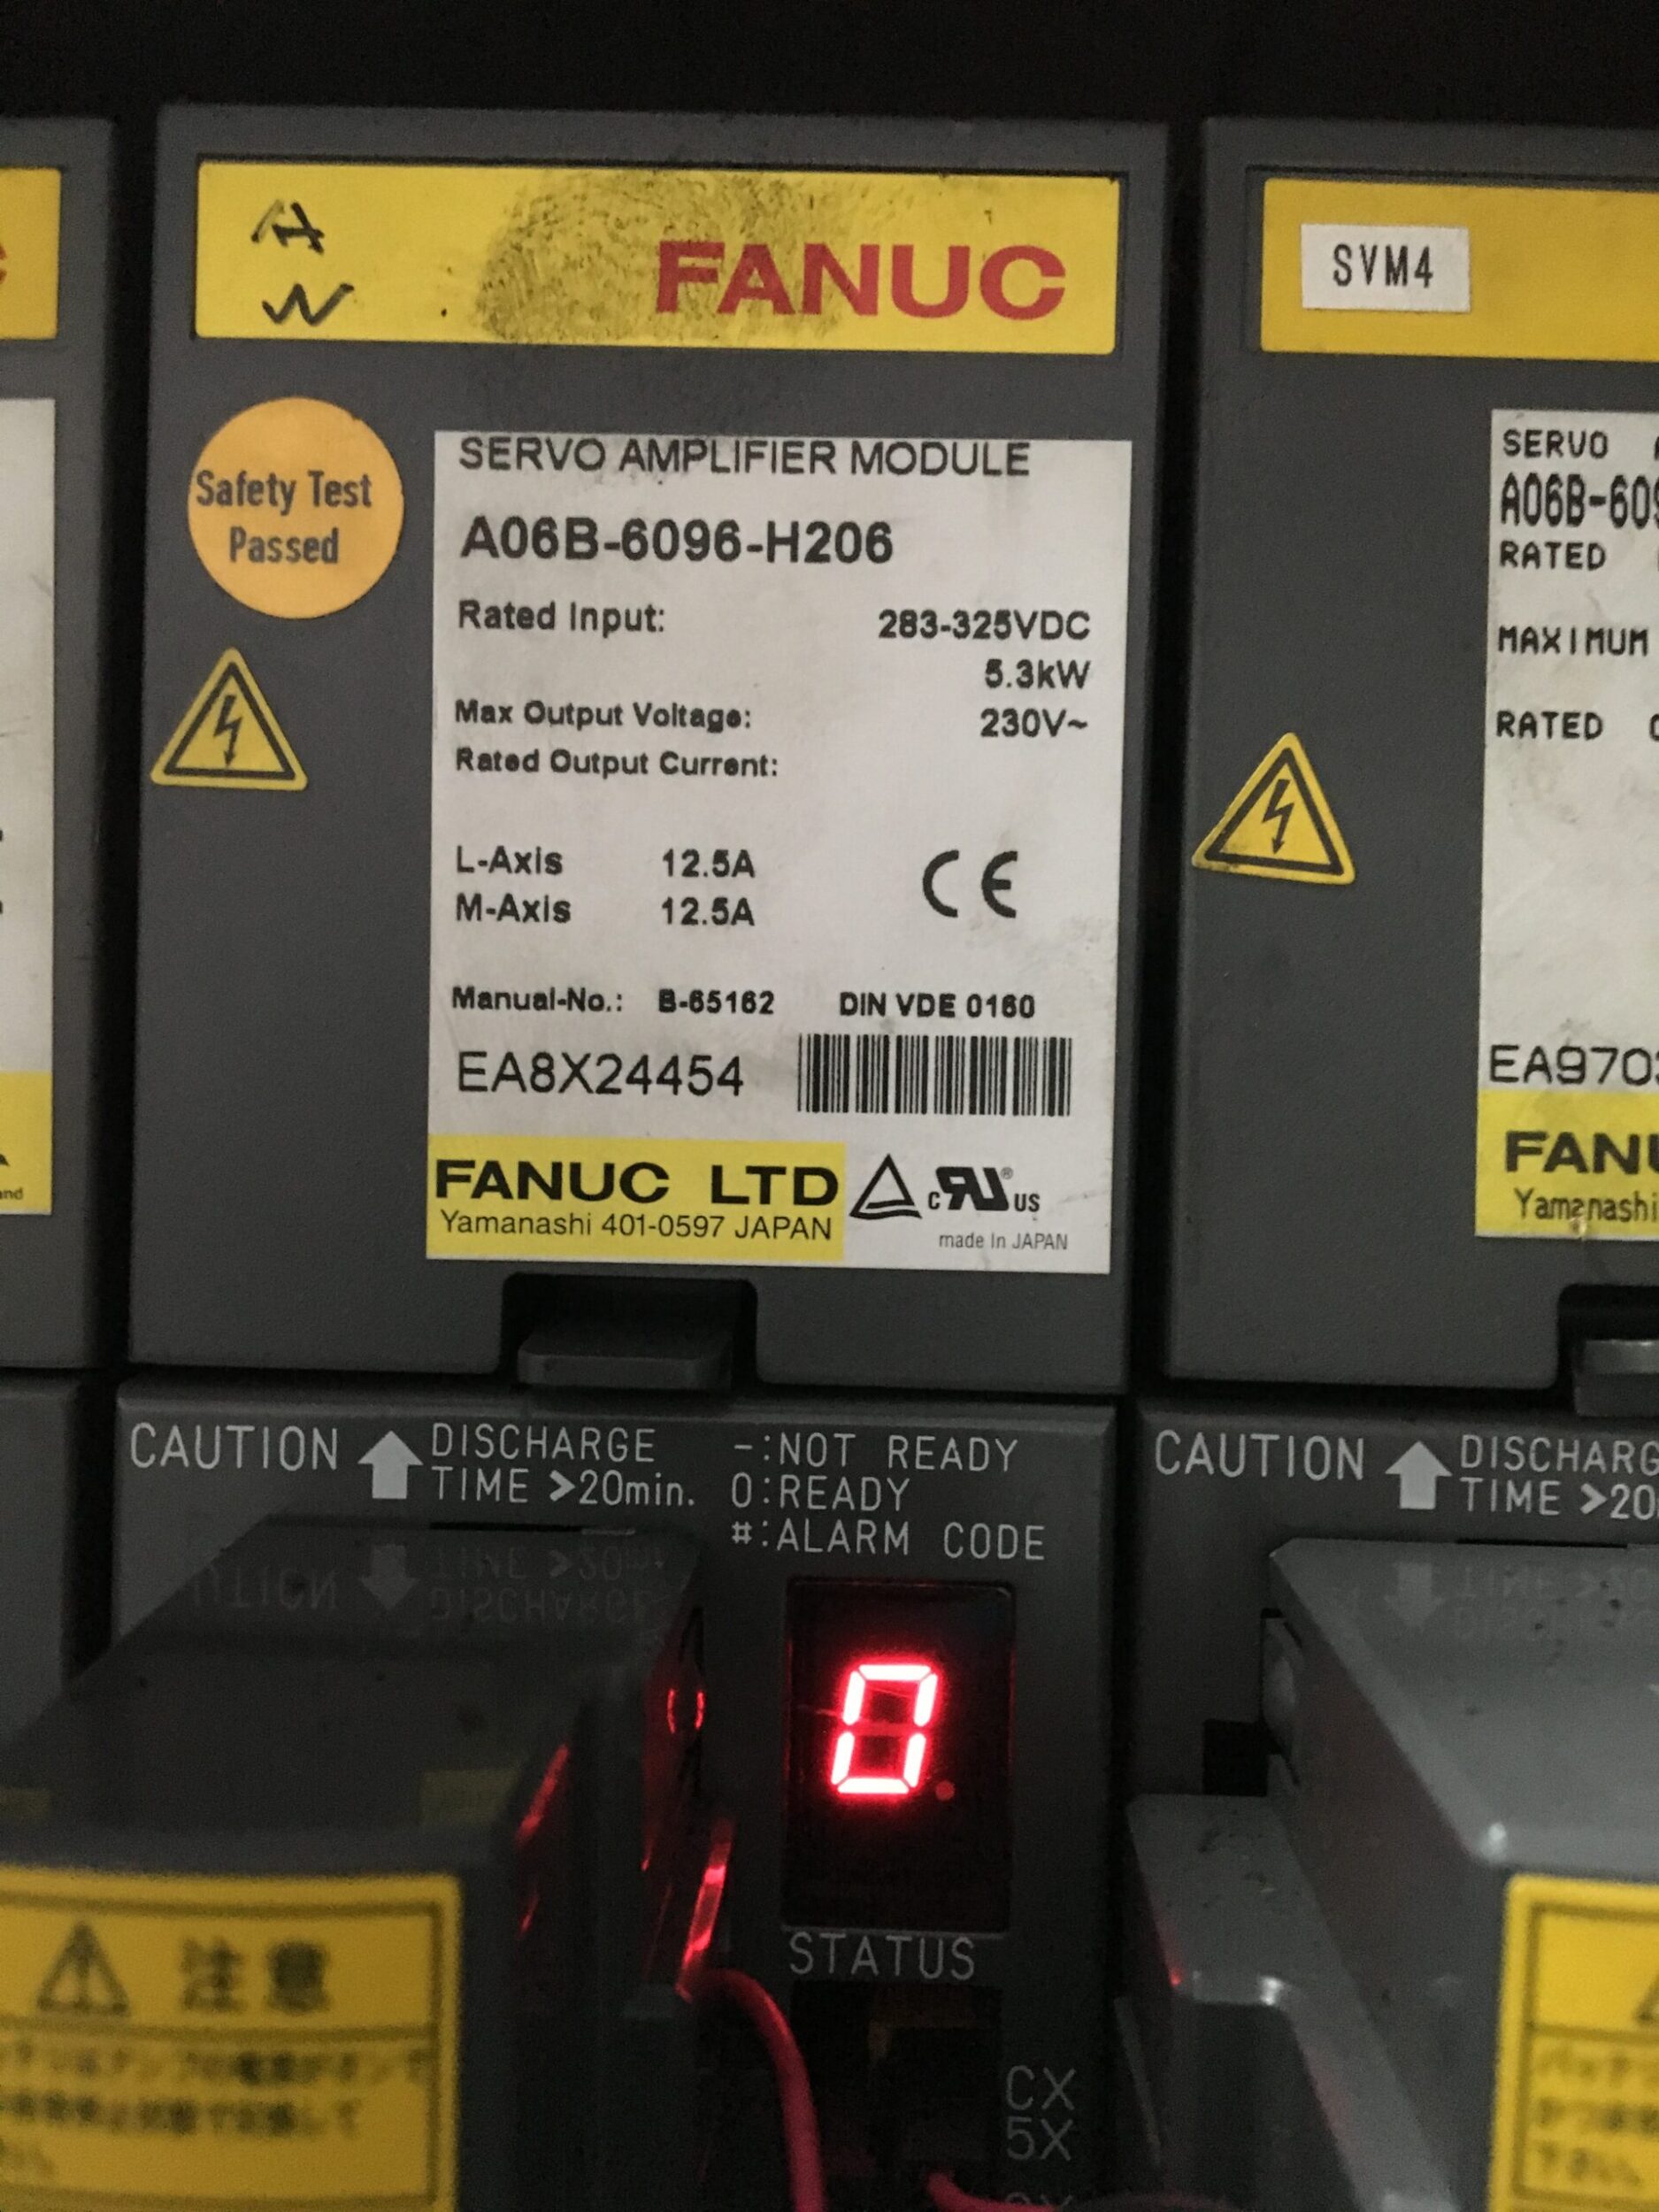 A
W
FANUC
Safety Test
Passed
SERVO AMPLIFIER MODULE
A06B-6096-H206
Rated Input: 283-325VDC
5.3kW
Max Output Voltage: 230V~
Rated Output Current:
L-Axis 12.5A
M-Axis 12.5A
CE
Manual-No.: B-65162 DIN VDE 0160
EA8X24454
FANUC LTD
Yamanashi 401-0597 JAPAN
c RU ® US
made In JAPAN
CAUTION DISCHARGE
TIME >20min.
-:NOT READY
0:READY
#:ALARM CODE
0
STATUS
CX
5X
注意
SVM4
SERVO
A06B-609
RATED
MAXIMUM
RATED
EA970
FANU
Yamanashi
CAUTION DISCHARG
TIME >20